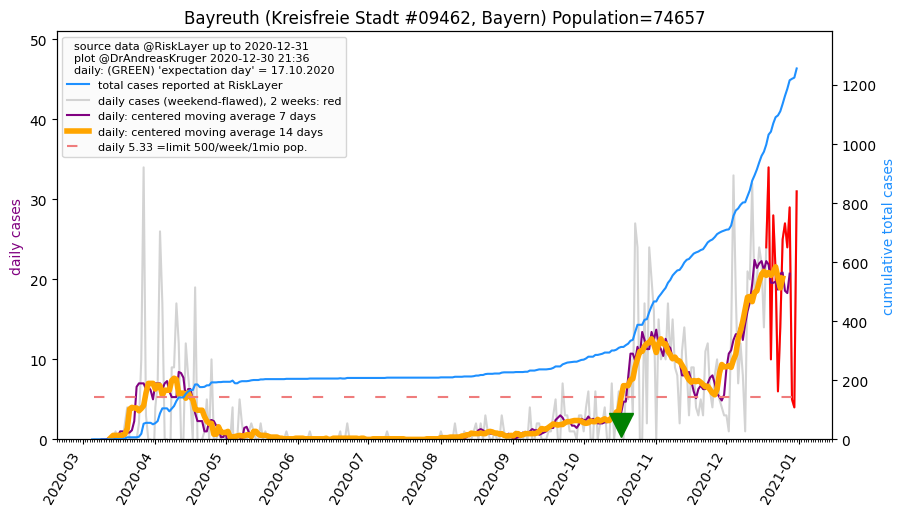 Bayreuth (Kreisfreie Stadt #09462, Bayern) Population=74657
source data @RiskLayer up to 2020-12-31
plot @DrAndreasKruger 2020-12-30 21:36
daily: (GREEN) 'expectation day' = 17.10.2020
total cases reported at RiskLayer
daily cases (weekend-flawed), 2 weeks: red
daily: centered moving average 7 days
daily: centered moving average 14 days
daily 5.33 =limit 500/week/1mio pop.
daily cases
50
40
30
20
10
0
cumulative total cases
1200
1000
800
600
400
200
0
2020-03
2020-04
2020-05
2020-06
2020-07
2020-08
2020-09
2020-10
2020-11
2020-12
2021-01